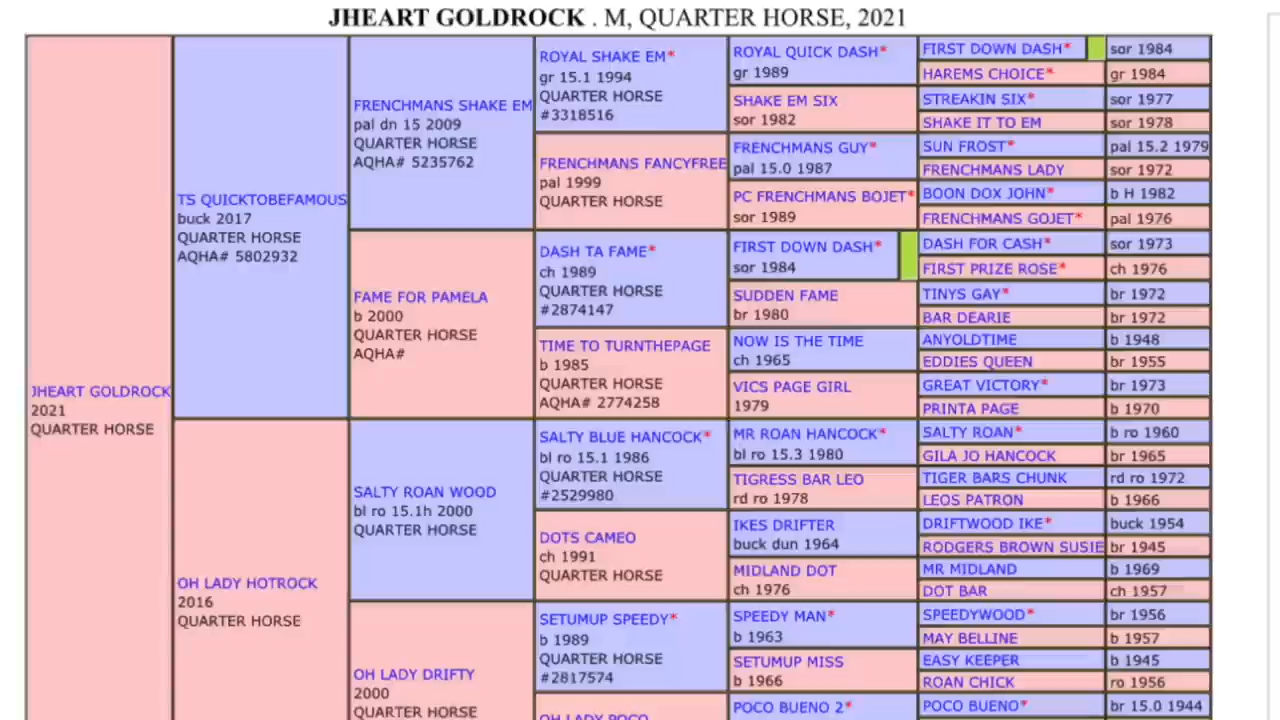 JHEART GOLDROCK . M, QUARTER HORSE, 2021
JHEART GOLDROCK
2021
QUARTER HORSE
TS QUICKTOBEFAMOUS
buck 2017
QUARTER HORSE
AQHA# 5802932
OH LADY HOTROCK
2016
QUARTER HORSE
FRENCHMANS SHAKE EM
pal dn 15 2009
QUARTER HORSE
AQHA# 5235762
FAME FOR PAMELA
b 2000
QUARTER HORSE
AQHA#
SALTY ROAN WOOD
bl ro 15.1h 2000
QUARTER HORSE
OH LADY DRIFTY
2000
QUARTER HORSE
ROYAL SHAKE EM*
gr 15.1 1994
QUARTER HORSE
#3318516
FRENCHMANS FANCYFREE
pal 1999
QUARTER HORSE
DASH TA FAME*
ch 1989
QUARTER HORSE
#2874147
TIME TO TURNTHEPAGE
b 1985
QUARTER HORSE
AQHA# 2774258
SALTY BLUE HANCOCK*
bl ro 15.1 1986
QUARTER HORSE
#2529980
DOTS CAMEO
ch 1991
QUARTER HORSE
SETUMUP SPEEDY*
b 1989
QUARTER HORSE
#2817574
OH LADY POCO
ROYAL QUICK DASH*
gr 1989
SHAKE EM SIX
sor 1982
FRENCHMANS GUY*
pal 15.0 1987
PC FRENCHMANS BOJET*
sor 1989
FIRST DOWN DASH*
sor 1984
SUDDEN FAME
br 1980
NOW IS THE TIME
ch 1965
VICS PAGE GIRL
1979
MR ROAN HANCOCK*
bl ro 15.3 1980
TIGRESS BAR LEO
rd ro 1978
IKES DRIFTER
buck dun 1964
MIDLAND DOT
ch 1976
SPEEDY MAN*
b 1963
SETUMUP MISS
b 1966
POCO BUENO 2*
FIRST DOWN DASH* sor 1984
HAREMS CHOICE* gr 1984
STREAKIN SIX* sor 1977
SHAKE IT TO EM sor 1978
SUN FROST* pal 15.2 1979
FRENCHMANS LADY sor 1972
BOON DOX JOHN* b H 1982
FRENCHMANS GOJET* pal 1976
DASH FOR CASH* sor 1973
FIRST PRIZE ROSE* ch 1976
TINYS GAY* br 1972
BAR DEARIE br 1972
ANYOLDTIME b 1948
EDDIES QUEEN br 1955
GREAT VICTORY* br 1973
PRINTA PAGE b 1970
SALTY ROAN* b ro 1960
GILA JO HANCOCK br 1965
TIGER BARS CHUNK rd ro 1972
LEOS PATRON b 1966
DRIFTWOOD IKE* buck 1954
RODGERS BROWN SUSIE br 1945
MR MIDLAND b 1969
DOT BAR ch 1957
SPEEDYWOOD* br 1956
MAY BELLINE b 1957
EASY KEEPER b 1945
ROAN CHICK ro 1956
POCO BUENO* br 15.0 1944